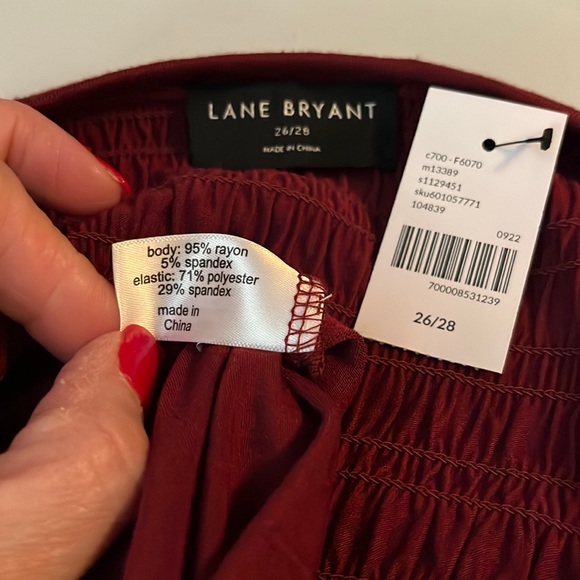 LANE BRYANT
26/28
MADE IN CHINA
body: 95% rayon
5% spandex
elastic: 71% polyester
29% spandex
made in
China
c700 - F6070
m13389
s1129451
sku601057771
104839
0922
700008531239
26/28